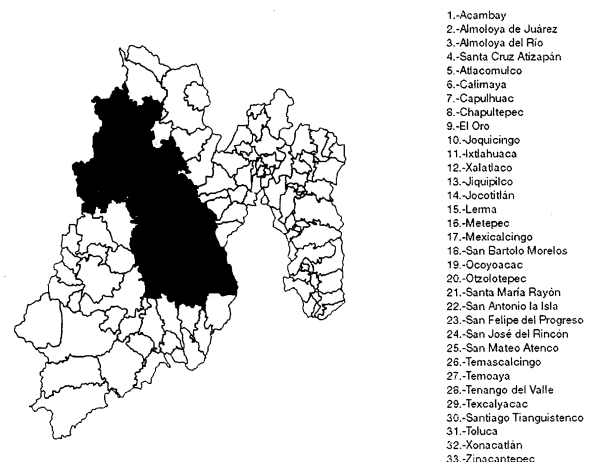 1.-Acambay
2.-Almoloya de Juárez
3.-Almoloya del Río
4.-Santa Cruz Atizapán
5.-Atlacomulco
6.-Calimaya
7.-Capulhuac
8.-Chapultepec
9.-El Oro
10.-Joquicingo
11.-Ixtlahuaca
12.-Xalatlaco
13.-Jiquipilco
14.-Jocotitlán
15.-Lerma
16.-Metepec
17.-Mexicalcingo
18.-San Bartolo Morelos
19.-Ocoyoacac
20.-Otzolotepec
21.-Santa María Rayón
22.-San Antonio la Isla
23.-San Felipe del Progreso
24.-San José del Rincón
25.-San Mateo Atenco
26.-Temascalcingo
27.-Temoaya
28.-Tenango del Valle
29.-Texcalyacac
30.-Santiago Tianguistenco
31.-Toluca
32.-Xonacatlán
33.-Zinacantepec